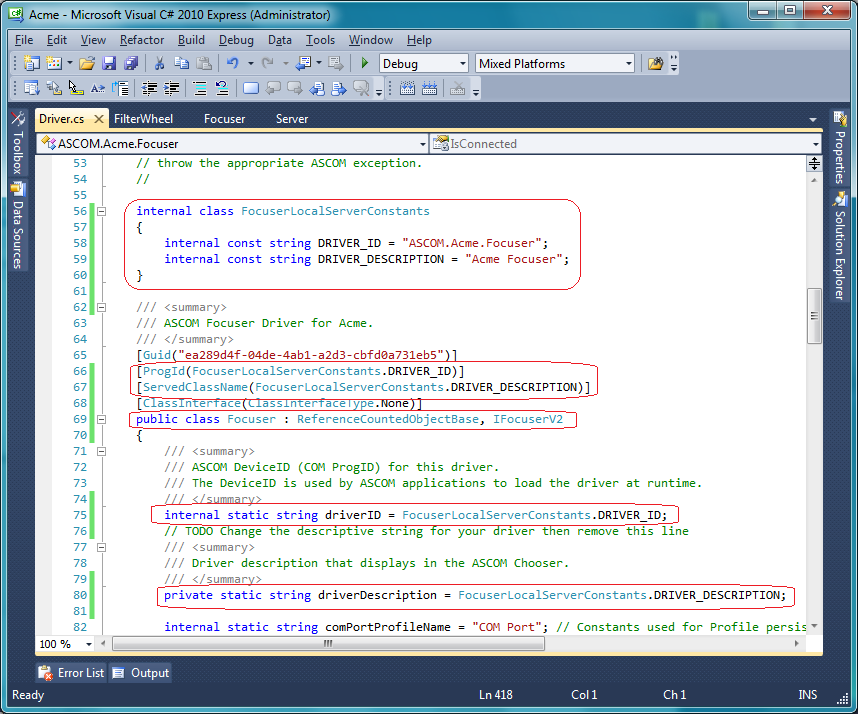 Acme - Microsoft Visual C# 2010 Express (Administrator)
File Edit View Refactor Build Debug Data Tools Window Help
Debug Mixed Platforms
Driver.cs FilterWheel Focuser Server
ASCOM.Acme.Focuser IsConnected
Toolbox
Data Sources
Properties
Solution Explorer
53 // throw the appropriate ASCOM exception.
54 //
55
56 internal class FocuserLocalServerConstants
57 {
58 internal const string DRIVER_ID = "ASCOM.Acme.Focuser";
59 internal const string DRIVER_DESCRIPTION = "Acme Focuser";
60 }
61
62 /// <summary>
63 /// ASCOM Focuser Driver for Acme.
64 /// </summary>
65 [Guid("ea289d4f-04de-4ab1-a2d3-cbfd0a731eb5")]
66 [ProgId(FocuserLocalServerConstants.DRIVER_ID)]
67 [ServedClassName(FocuserLocalServerConstants.DRIVER_DESCRIPTION)]
68 [ClassInterface(ClassInterfaceType.None)]
69 public class Focuser : ReferenceCountedObjectBase, IFocuserV2
70 {
71 /// <summary>
72 /// ASCOM DeviceID (COM ProgID) for this driver.
73 /// The DeviceID is used by ASCOM applications to load the driver at runtime.
74 /// </summary>
75 internal static string driverID = FocuserLocalServerConstants.DRIVER_ID;
76 // TODO Change the descriptive string for your driver then remove this line
77 /// <summary>
78 /// Driver description that displays in the ASCOM Chooser.
79 /// </summary>
80 private static string driverDescription = FocuserLocalServerConstants.DRIVER_DESCRIPTION;
81
82 internal static string comPortProfileName = "COM Port"; // Constants used for Profile persis
100 %
Error List Output
Ready Ln 418 Col 1 Ch 1 INS